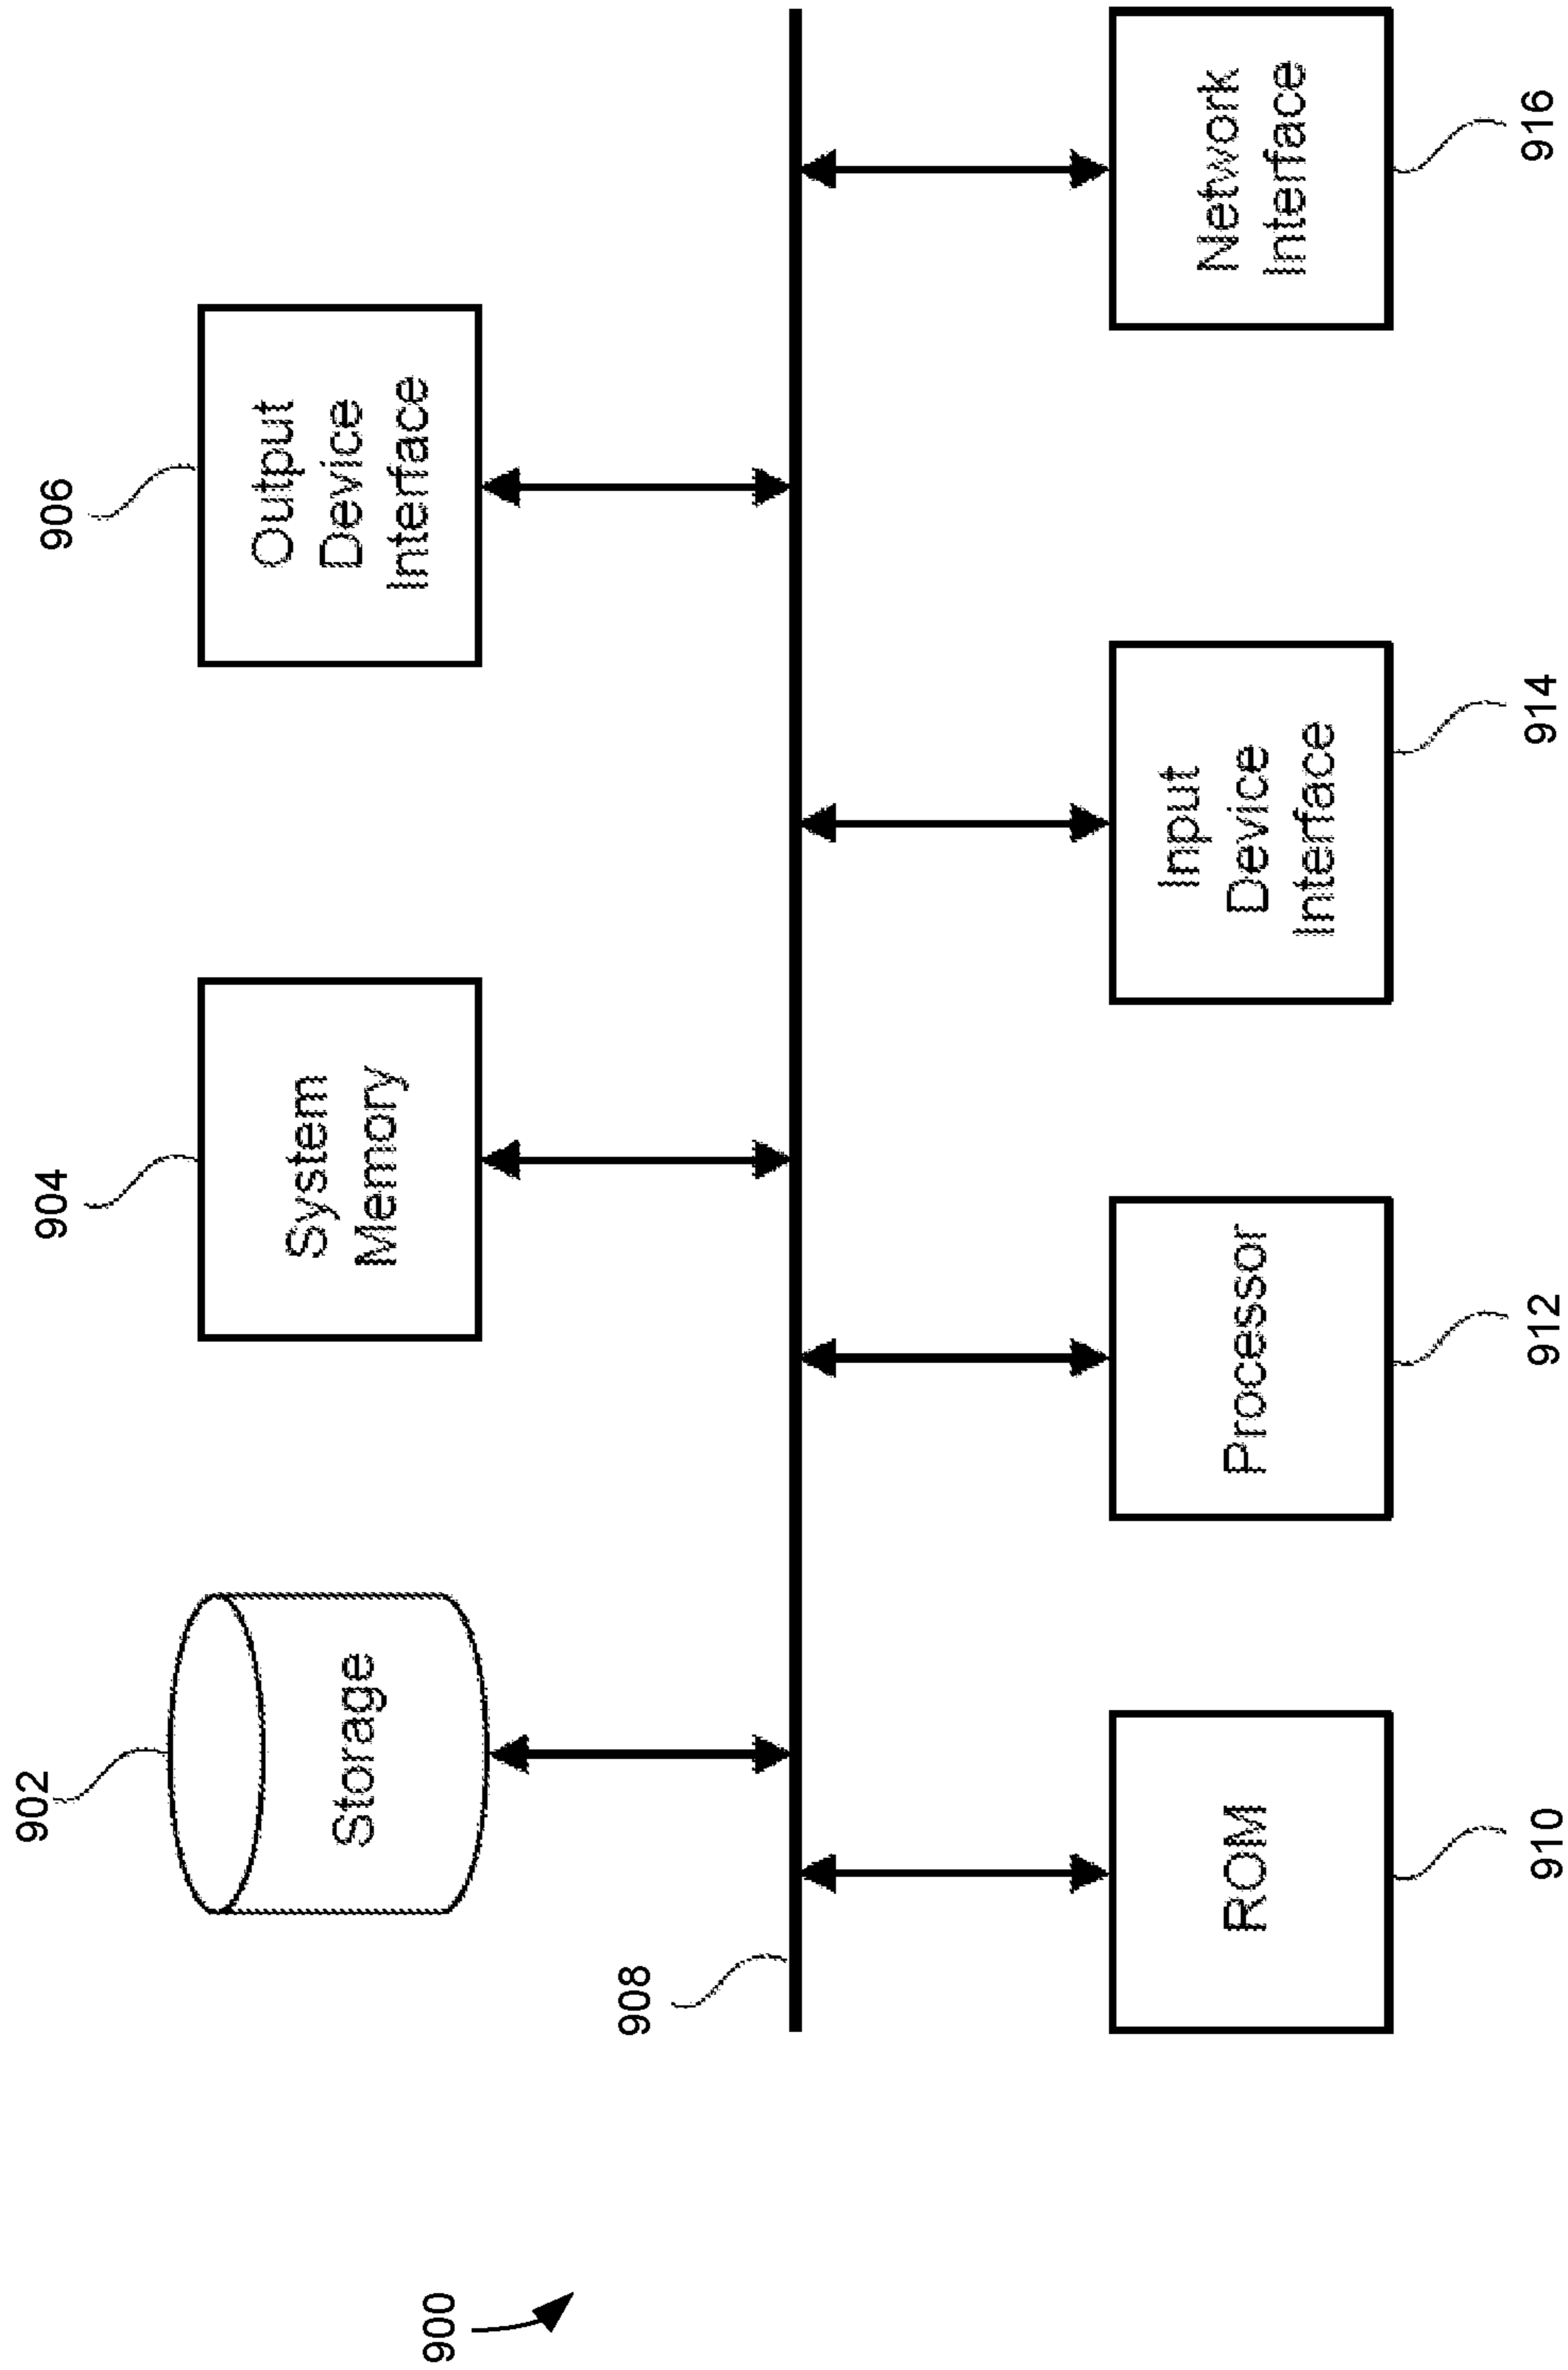 900
902
904
906
Storage
System
Memory
Output
Device
Interface
908
ROM
Processor
Input
Device
Interface
Network
Interface
910
912
914
916